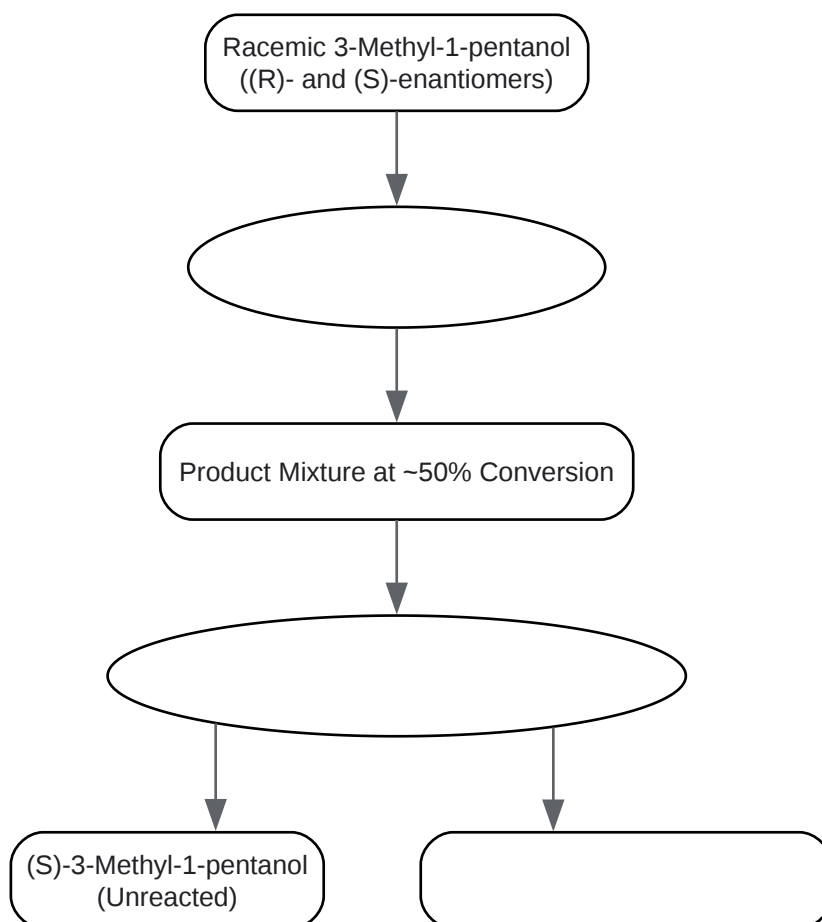 Racemic 3-Methyl-1-pentanol
((R)- and (S)-enantiomers)
Product Mixture at ~50% Conversion
(S)-3-Methyl-1-pentanol
(Unreacted)